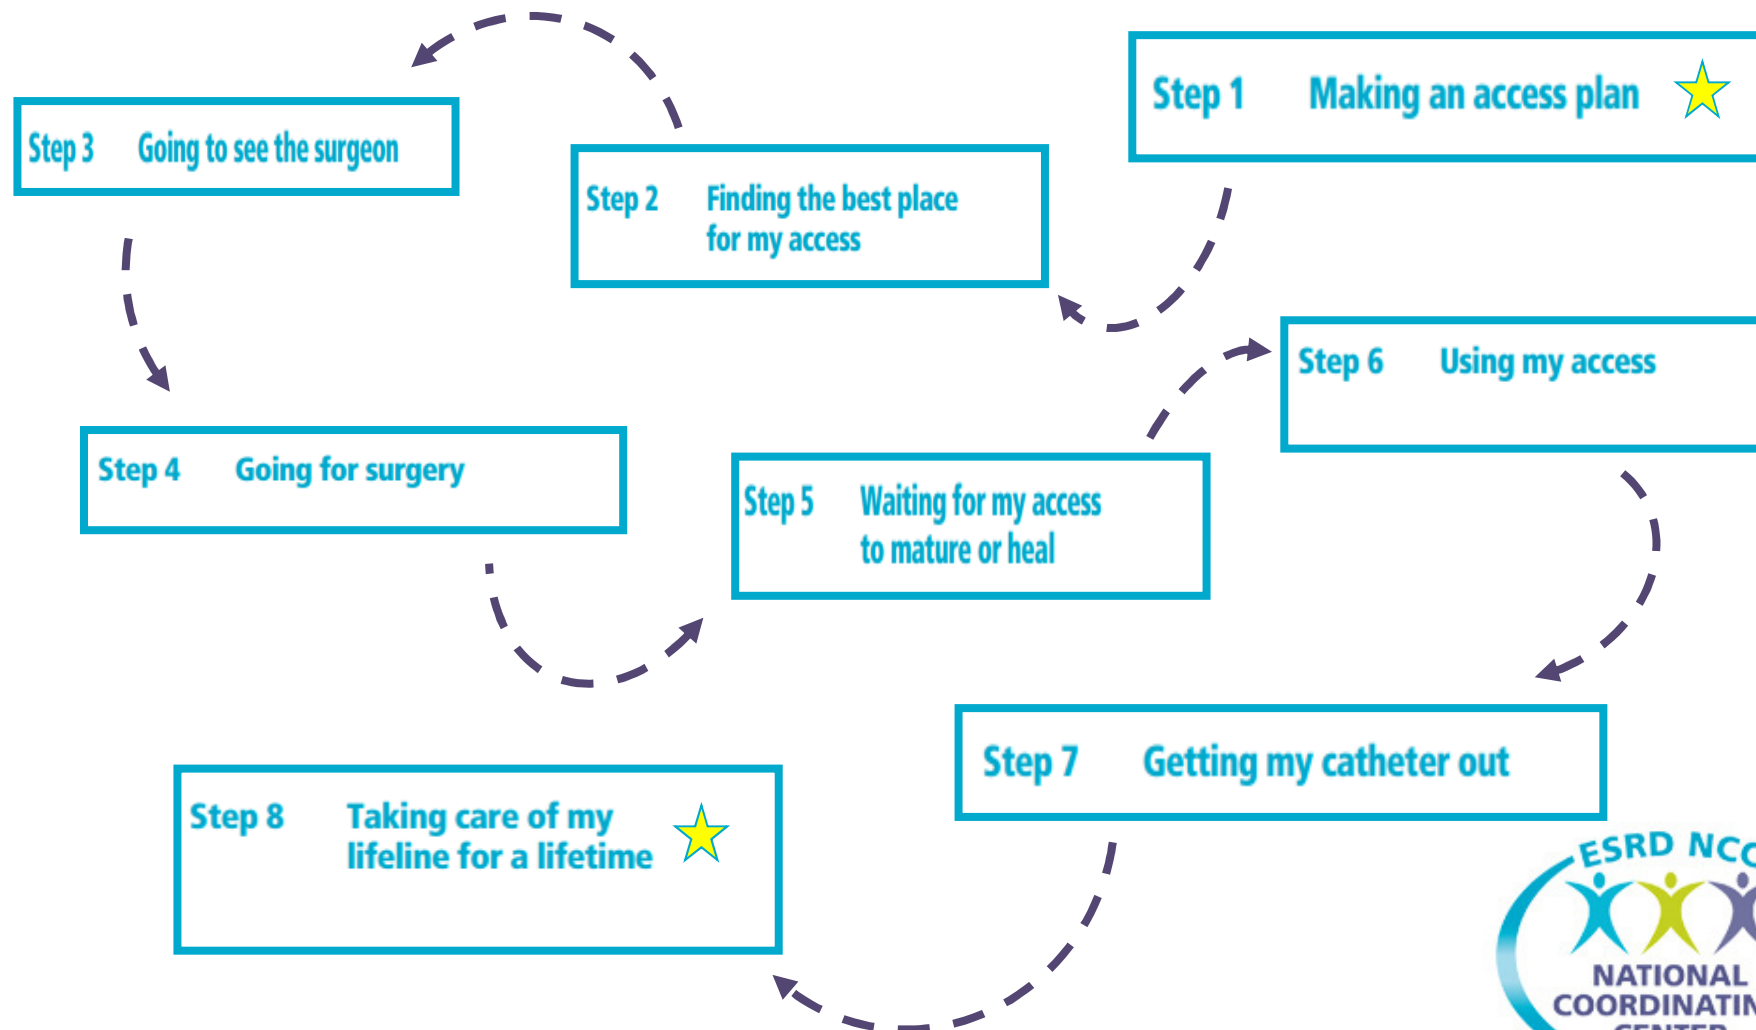 Step 1 Making an access plan
Step 2 Finding the best place
for my access
Step 3 Going to see the surgeon
Step 4 Going for surgery
Step 5 Waiting for my access
to mature or heal
Step 6 Using my access
Step 7 Getting my catheter out
Step 8 Taking care of my
lifeline for a lifetime
ESRD NCC
NATIONAL
COORDINATIN
CENTER